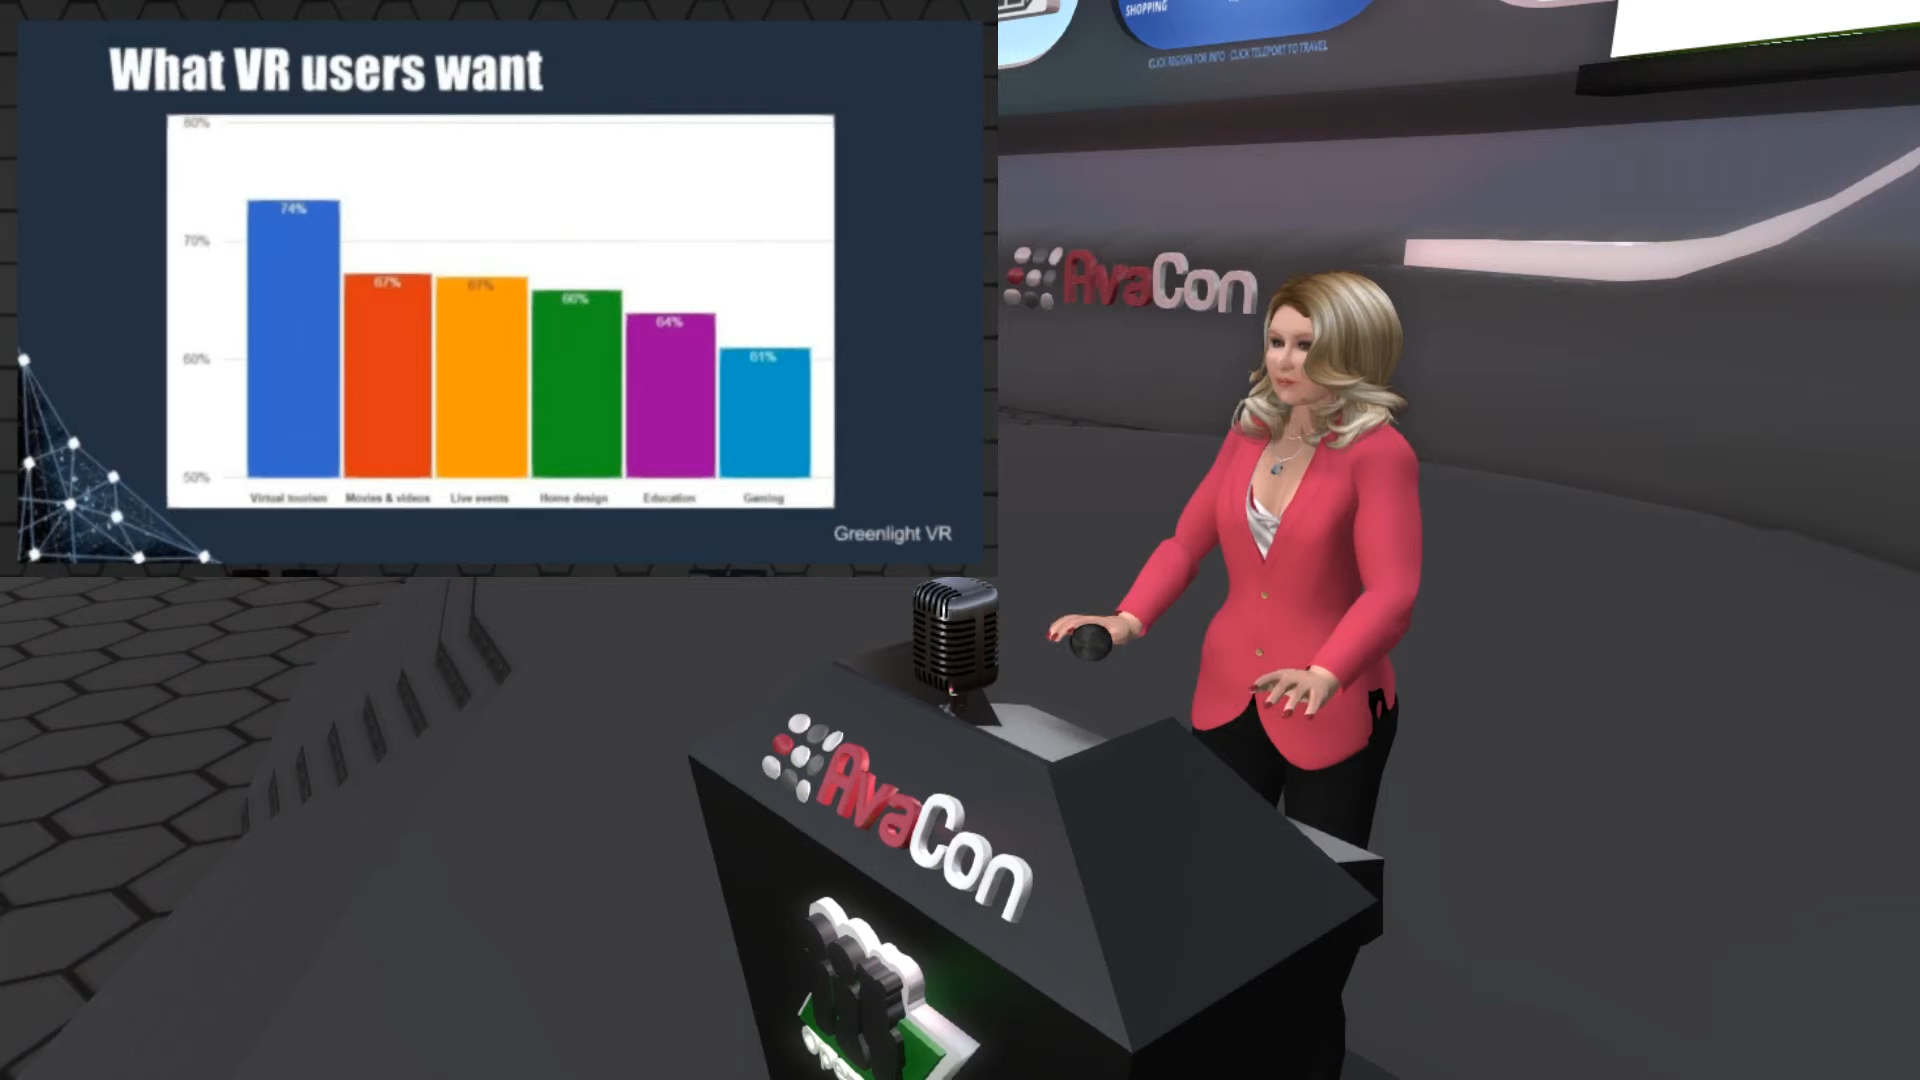 What VR users want
80%
70%
60%
50%
74%
67%
67%
66%
64%
61%
Virtual tourism
Movies & videos
Live events
Home design
Education
Gaming
Greenlight VR
SHOPPING
CLICK REGION FOR INFO CLICK TELEPORT TO TRAVEL
AvaCon
AvaCon
open